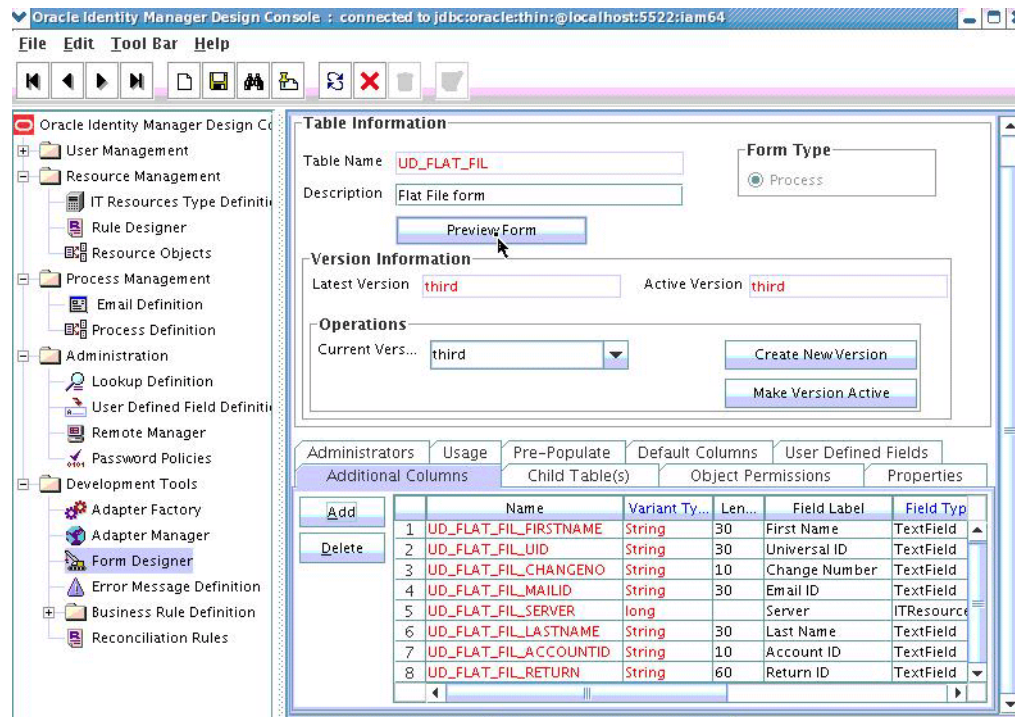 Oracle Identity Manager Design Console : connected to jdbc:oracle:thin:@localhost:5522:iam64
File Edit Tool Bar Help
Oracle Identity Manager Design Co
User Management
Resource Management
IT Resources Type Definiti
Rule Designer
Resource Objects
Process Management
Email Definition
Process Definition
Administration
Lookup Definition
User Defined Field Definiti
Remote Manager
Password Policies
Development Tools
Adapter Factory
Adapter Manager
Form Designer
Error Message Definition
Business Rule Definition
Reconciliation Rules
Table Information
Table Name UD_FLAT_FIL
Description Flat File form
Form Type
Process
Preview Form
Version Information
Latest Version third Active Version third
Operations
Current Vers... third
Create New Version
Make Version Active
Administrators Usage Pre-Populate Default Columns User Defined Fields
Additional Columns Child Table(s) Object Permissions Properties
Add
Delete
Name Variant Ty... Len... Field Label Field Typ
1 UD_FLAT_FIL_FIRSTNAME String 30 First Name TextField
2 UD_FLAT_FIL_UID String 30 Universal ID TextField
3 UD_FLAT_FIL_CHANGENO String 10 Change Number TextField
4 UD_FLAT_FIL_MAILID String 30 Email ID TextField
5 UD_FLAT_FIL_SERVER long Server ITResource
6 UD_FLAT_FIL_LASTNAME String 30 Last Name TextField
7 UD_FLAT_FIL_ACCOUNTID String 10 Account ID TextField
8 UD_FLAT_FIL_RETURN String 60 Return ID TextField